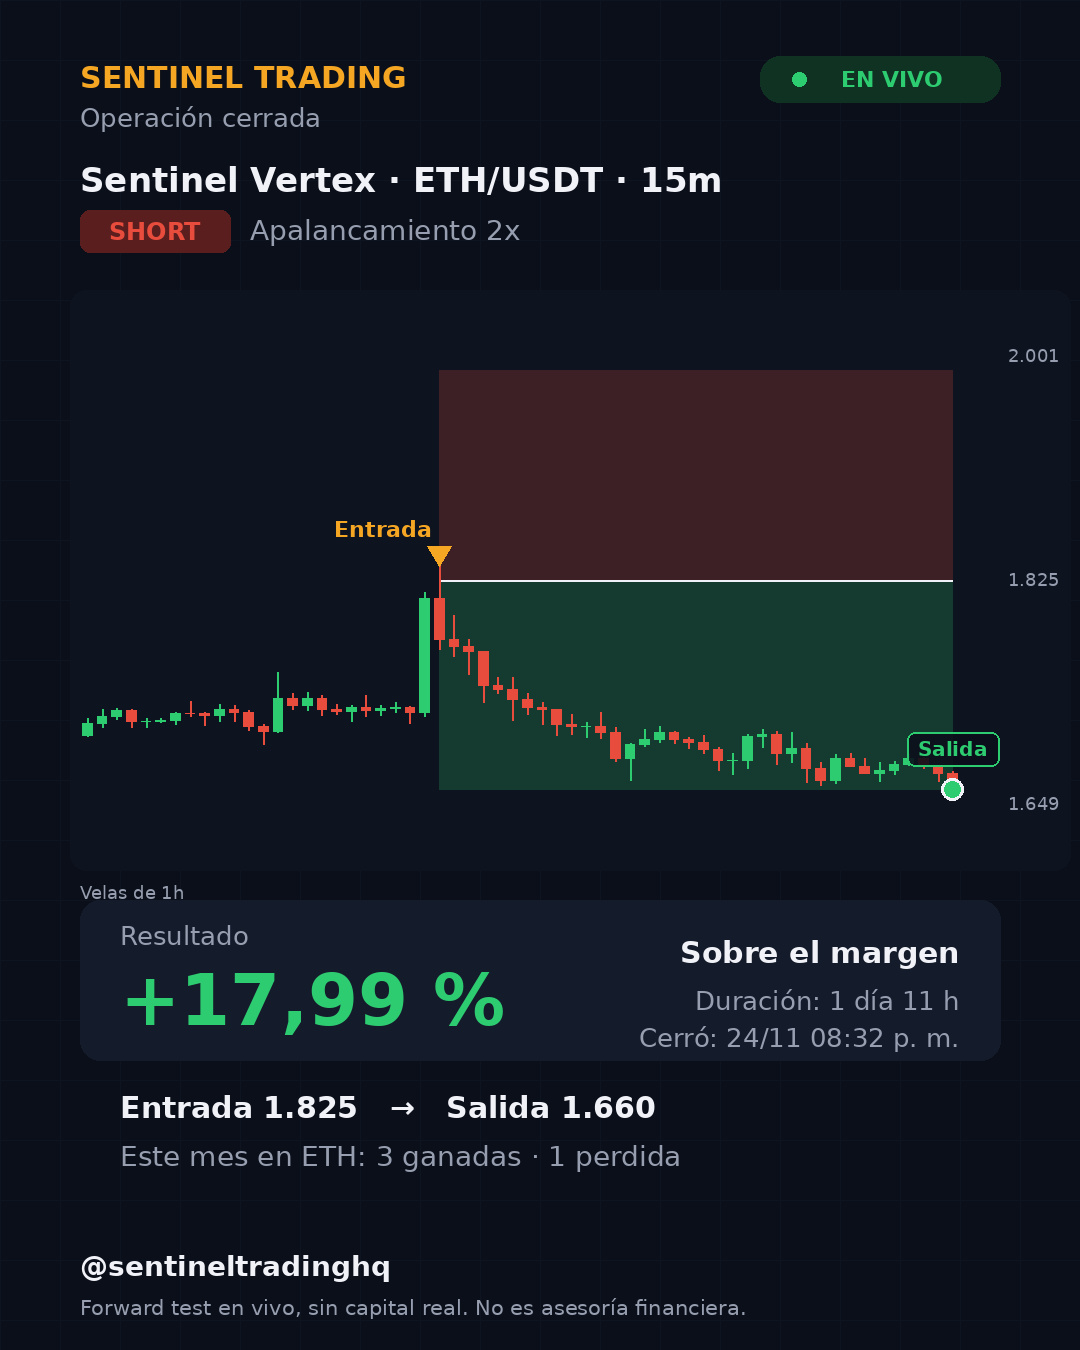 SENTINEL TRADING
EN VIVO
Operación cerrada
Sentinel Vertex · ETH/USDT · 15m
SHORT
Apalancamiento 2x
2.001
Entrada
1.825
Salida
1.649
Velas de 1h
Resultado
Sobre el margen
+17,99 %
Duración: 1 día 11 h
Cerró: 24/11 08:32 p. m.
Entrada 1.825 → Salida 1.660
Este mes en ETH: 3 ganadas · 1 perdida
@sentineltradinghq
Forward test en vivo, sin capital real. No es asesoría financiera.